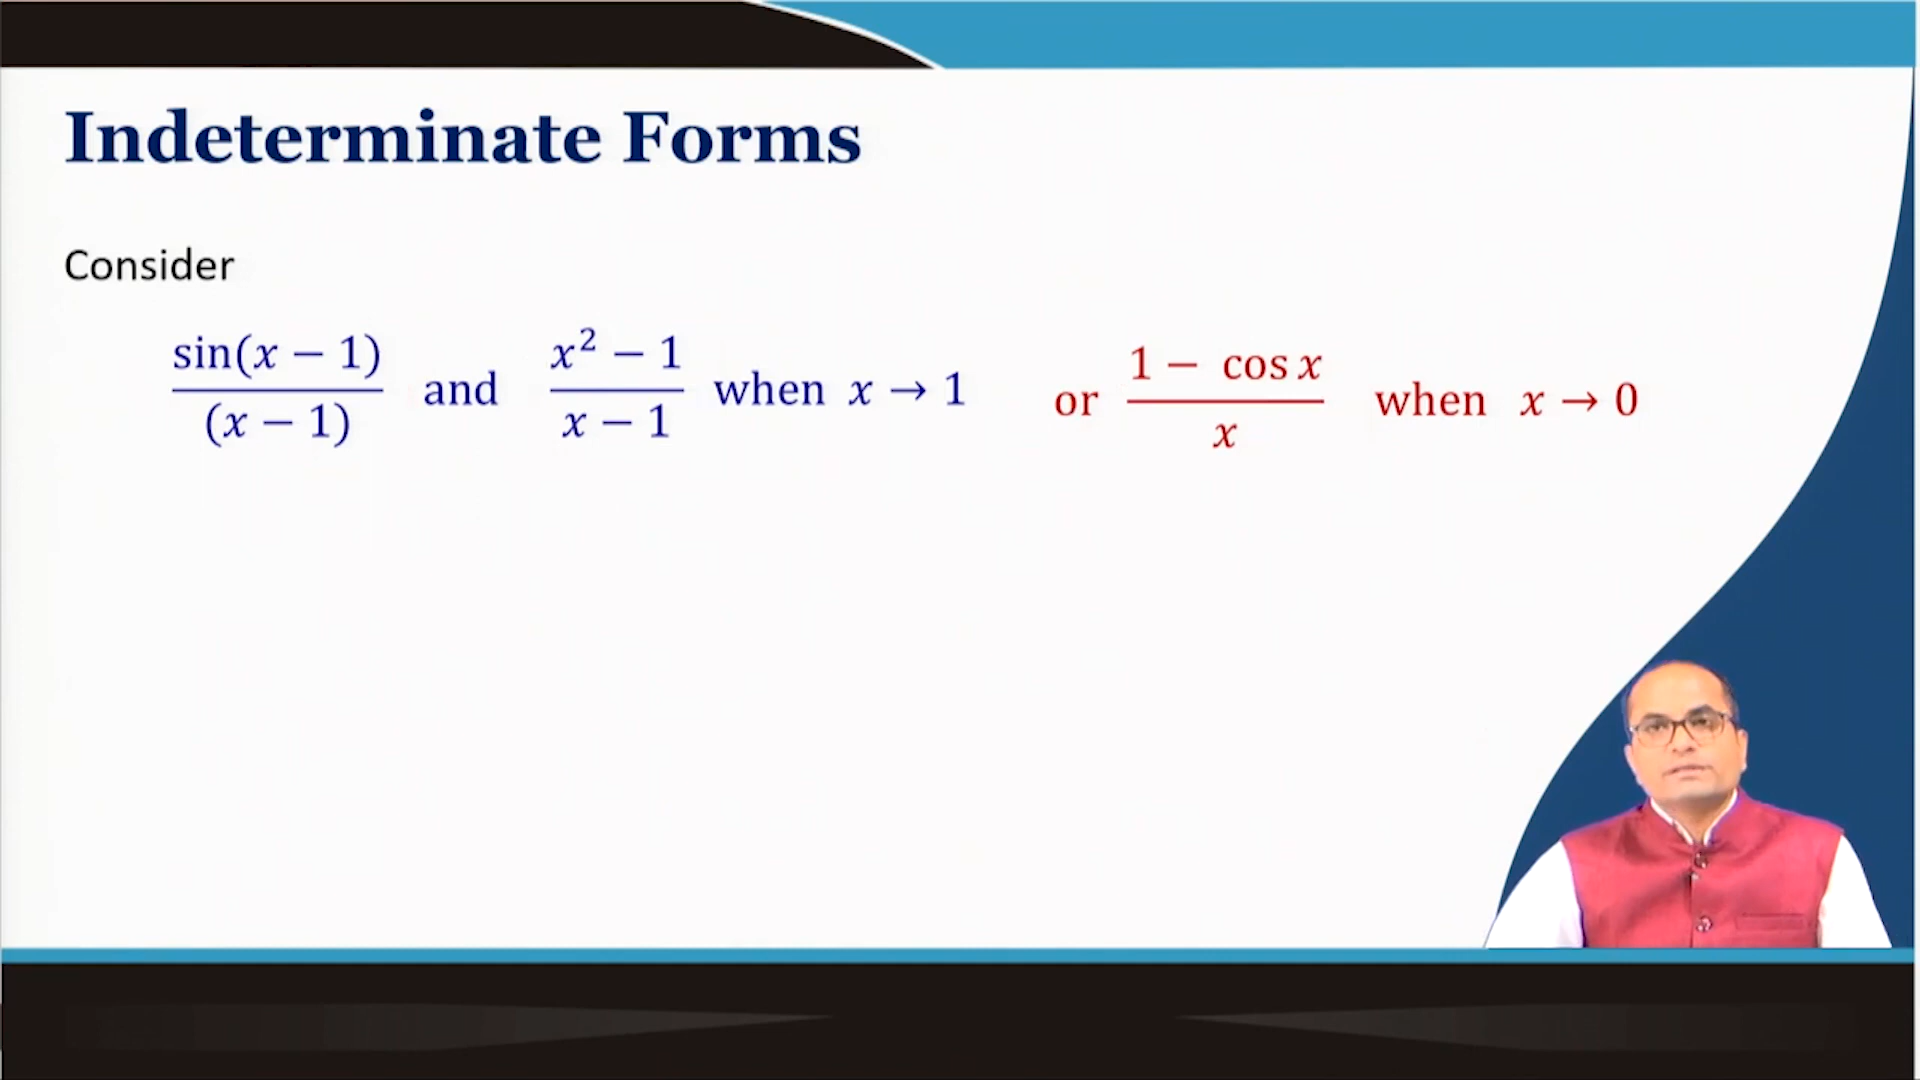 Indeterminate Forms
Consider
sin(x − 1)/(x − 1) and x² − 1/x − 1 when x → 1 or 1 − cos x/x when x → 0